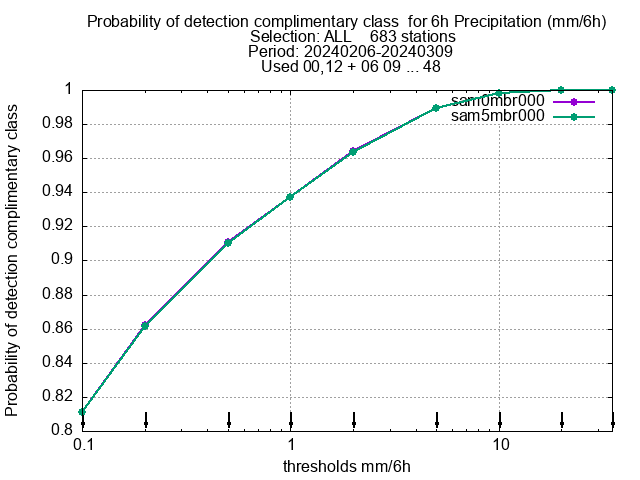 Probability of detection complimentary class  for 6h Precipitation (mm/6h)
Selection: ALL    683 stations
Period: 20240206-20240309
Used 00,12 + 06 09 ... 48
sam0mbr000
sam5mbr000
Probability of detection complimentary class
1
0.98
0.96
0.94
0.92
0.9
0.88
0.86
0.84
0.82
0.8
0.1
1
10
thresholds mm/6h